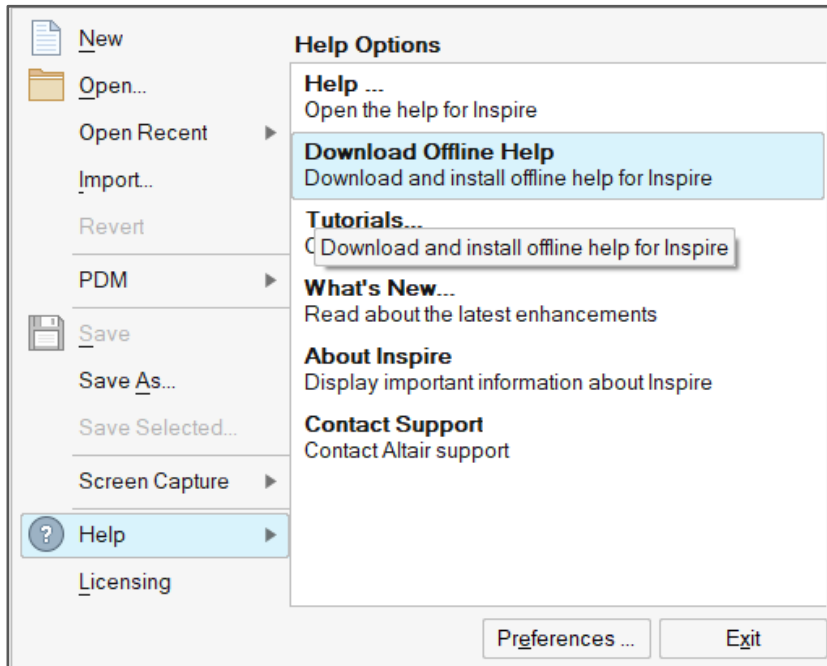 New
Open...
Open Recent
Import...
Revert
PDM
Save
Save As...
Save Selected...
Screen Capture
Help
Licensing
Help Options
Help ...
Open the help for Inspire
Download Offline Help
Download and install offline help for Inspire
Tutorials...
Download and install offline help for Inspire
What's New...
Read about the latest enhancements
About Inspire
Display important information about Inspire
Contact Support
Contact Altair support
Preferences ...
Exit